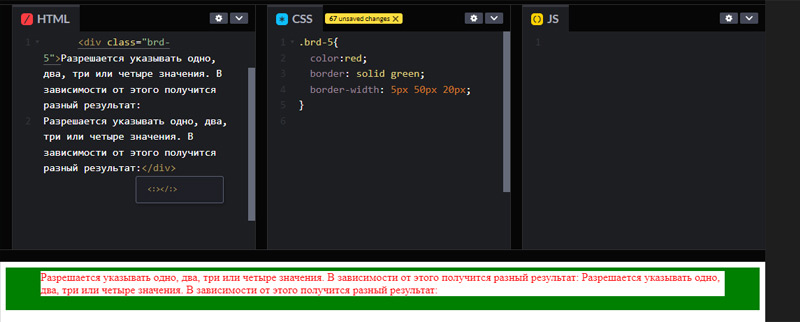 HTML
1 <div class="brd-
5">Разрешается указывать одно,
два, три или четыре значения. В
зависимости от этого получится
разный результат:
2 Разрешается указывать одно, два,
три или четыре значения. В
зависимости от этого получится
разный результат:</div>
<:></:>
CSS 67 unsaved changes X
1 .brd-5{
2 color:red;
3 border: solid green;
4 border-width: 5px 50px 20px;
5 }
6
JS
1
Разрешается указывать одно, два, три или четыре значения. В зависимости от этого получится разный результат: Разрешается указывать одно,
два, три или четыре значения. В зависимости от этого получится разный результат: